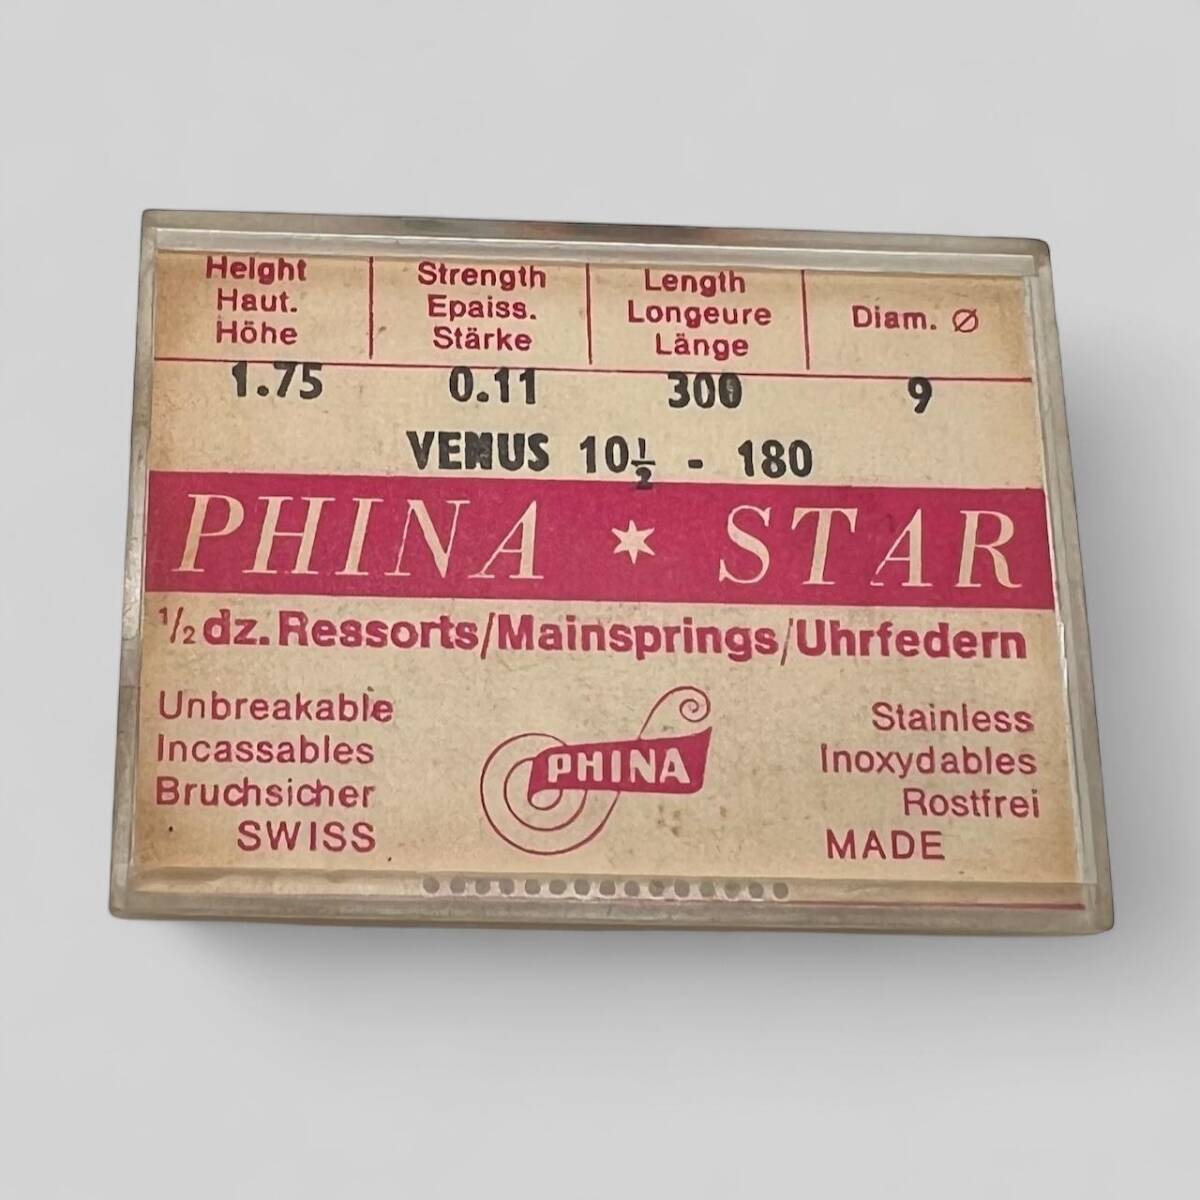 Height
Haut.
Höhe
Strength
Epaiss.
Stärke
Length
Longeure
Länge
Diam. Ø
1.75 0.11 300 9
VENUS 10½ - 180
PHINA ★ STAR
½ dz. Ressorts/Mainsprings/Uhrfedern
Unbreakable
Incassables
Bruchsicher
SWISS
PHINA
Stainless
Inoxydables
Rostfrei
MADE